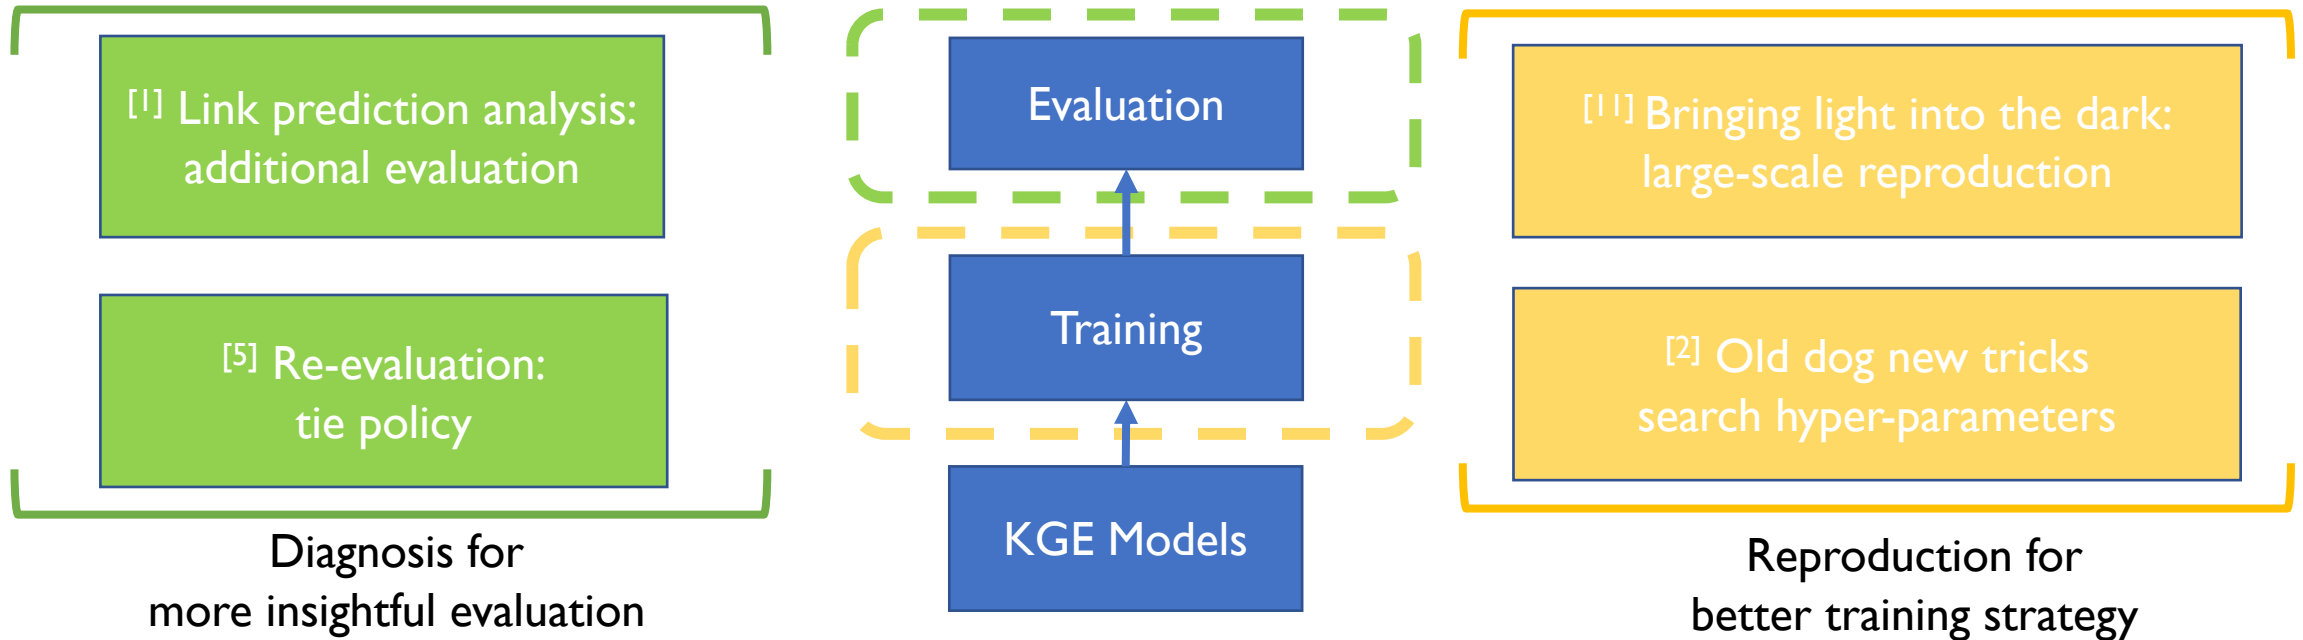 [1] Link prediction analysis:
additional evaluation
[5] Re-evaluation:
tie policy
Diagnosis for
more insightful evaluation
Evaluation
Training
KGE Models
[11] Bringing light into the dark:
large-scale reproduction
[2] Old dog new tricks
search hyper-parameters
Reproduction for
better training strategy